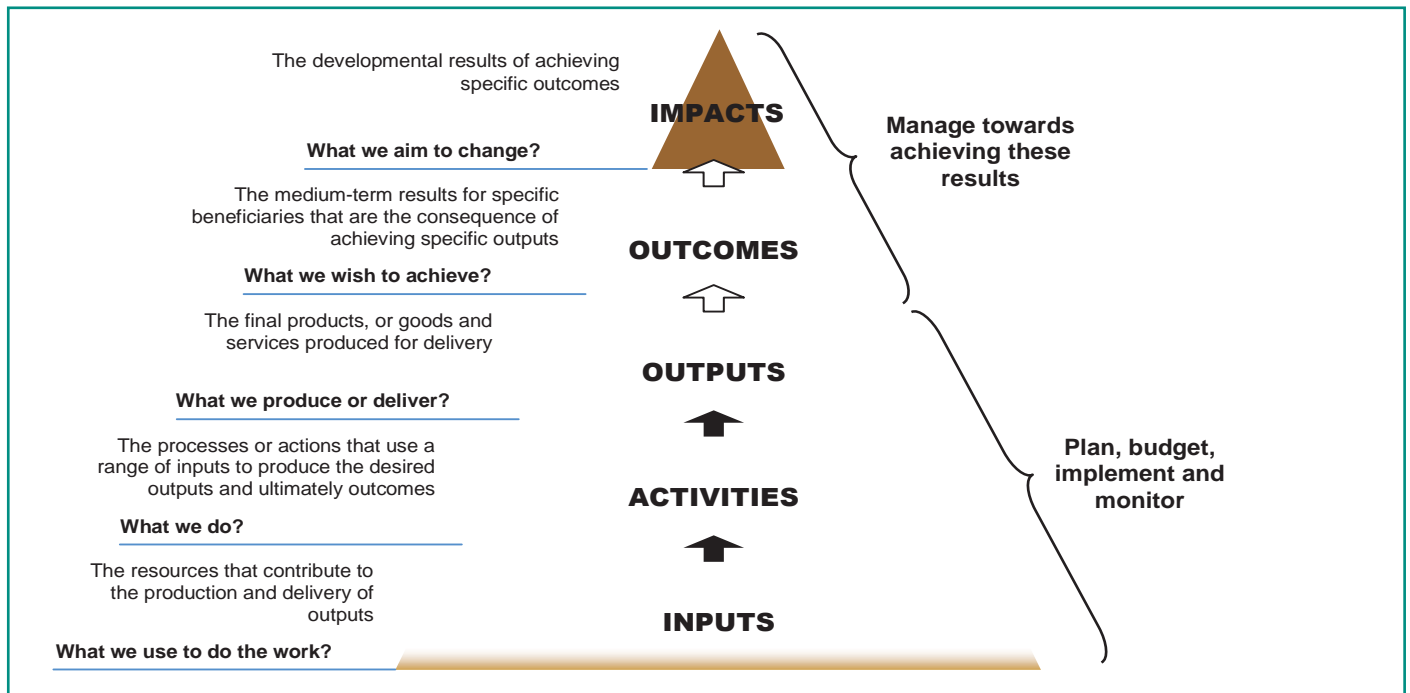 The developmental results of achieving
specific outcomes
IMPACTS
What we aim to change?
Manage towards
achieving these
results
The medium-term results for specific
beneficiaries that are the consequence of
achieving specific outputs
OUTCOMES
What we wish to achieve?
The final products, or goods and
services produced for delivery
OUTPUTS
What we produce or deliver?
The processes or actions that use a
range of inputs to produce the desired
outputs and ultimately outcomes
ACTIVITIES
Plan, budget,
implement and
monitor
What we do?
The resources that contribute to
the production and delivery of
outputs
INPUTS
What we use to do the work?